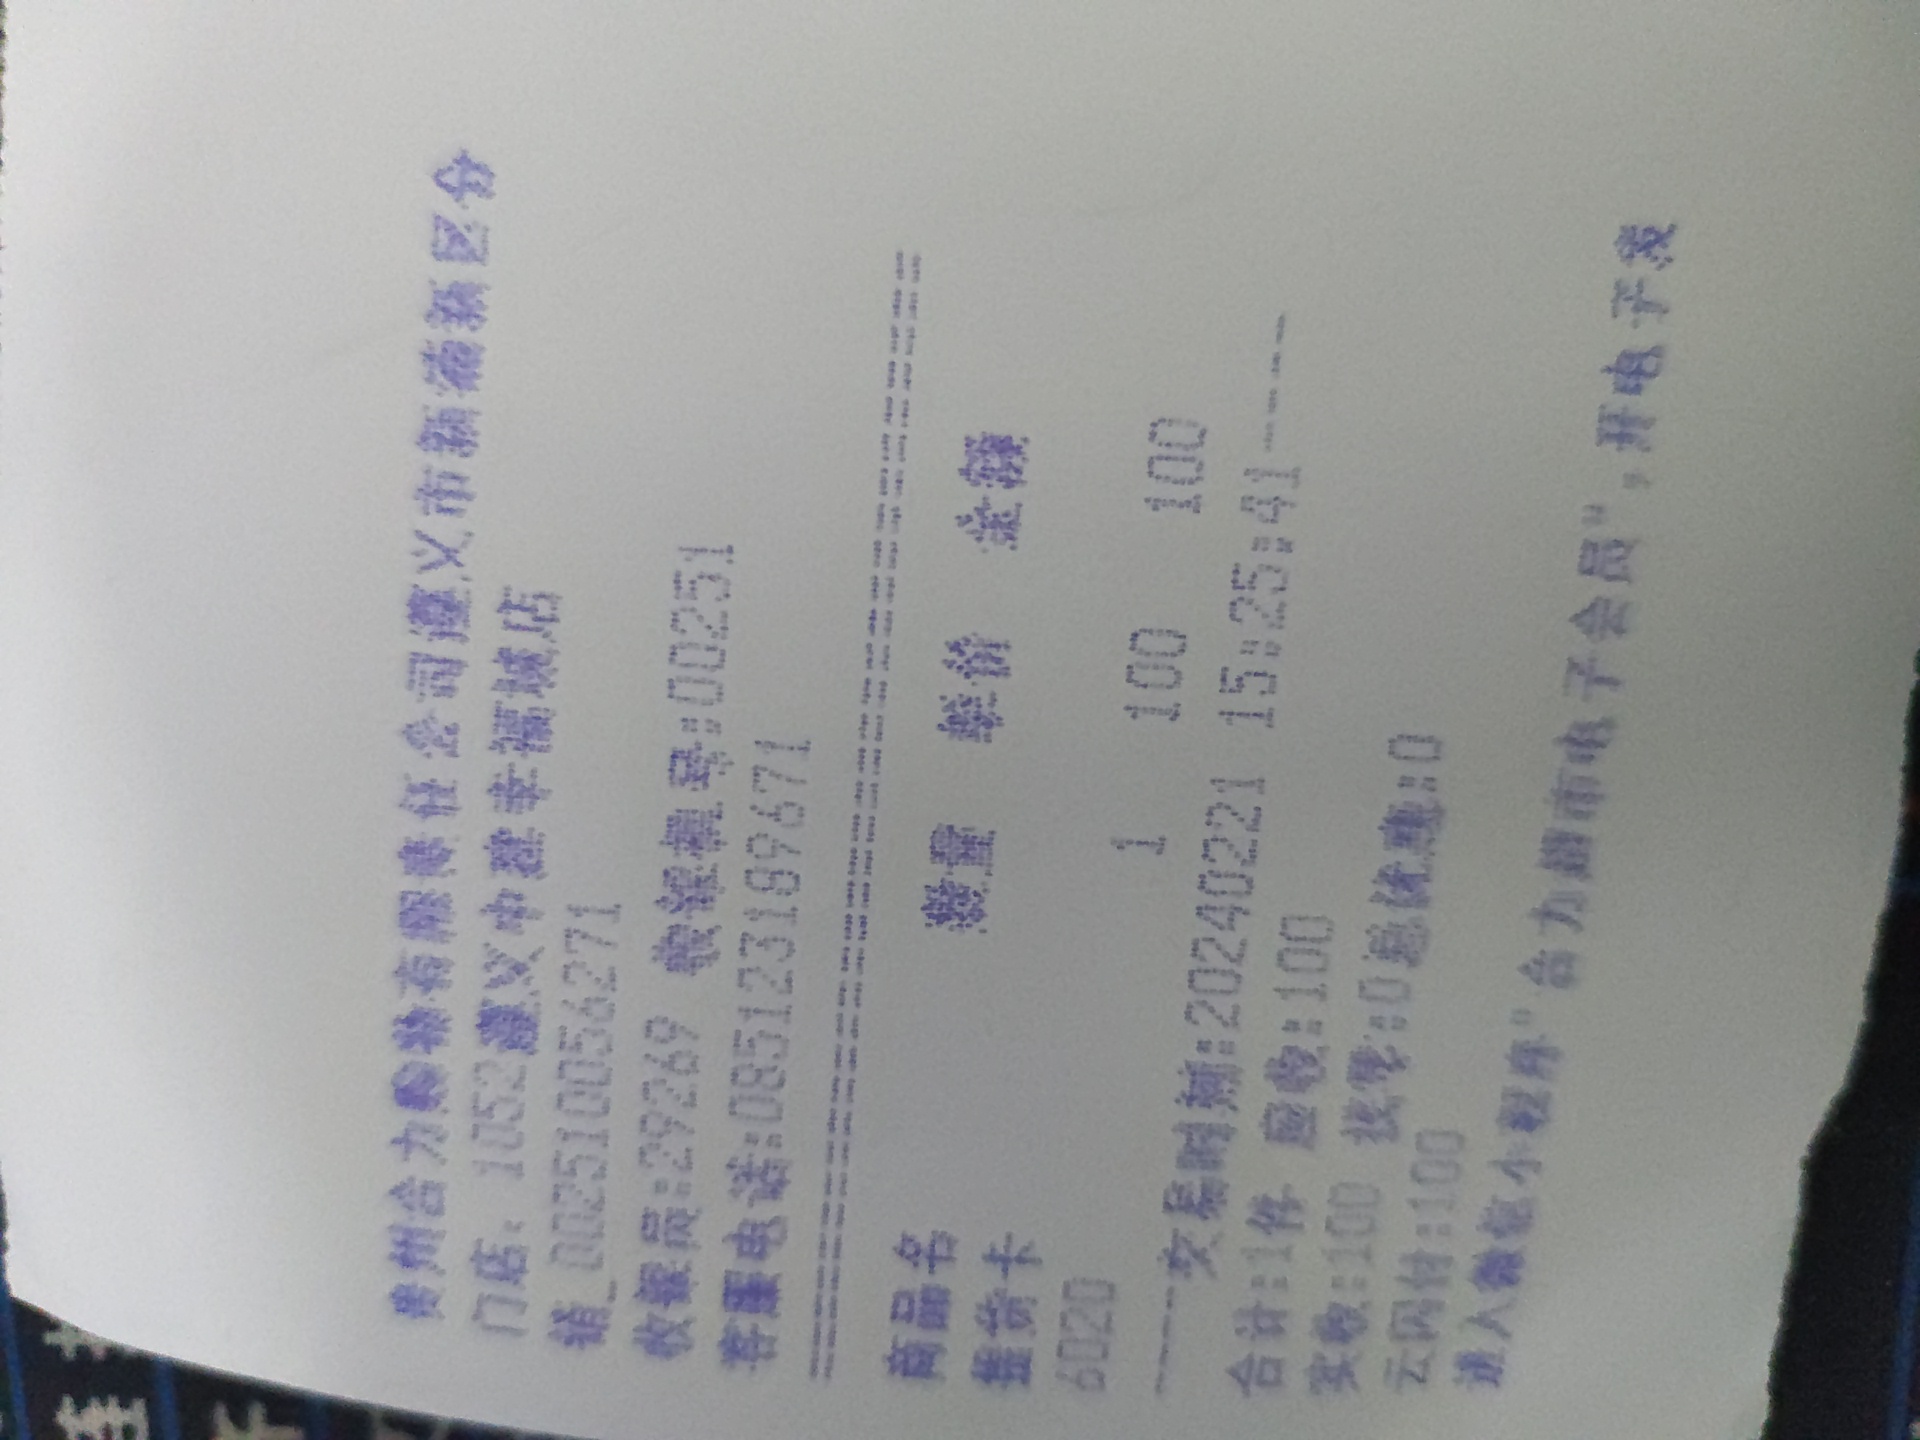 贵州合力购物有限责任公司遵义市新蒲新区分
门店: 1052遵义中建幸福城店
销_002510056271
收银员:29269 收银机号:00251
客服电话:085123189671
商品名 数量 单价 金额
售货卡
6020 1 100 100
-----交易时间:20240221 15:25:41-----
合计:1件 应收:100
实收:100 找零:0总优惠:0
云闪付:100
进入微信小程序"合力超市电子会员",开电子发